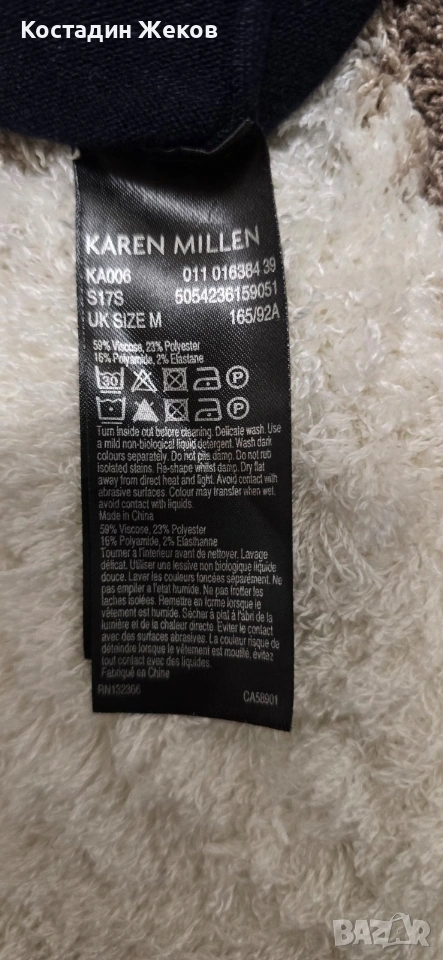 Костадин Жеков
KAREN MILLEN
KA006 011 016384 39
S17S 5054236159051
UK SIZE M 165/92A
59% Viscose, 23% Polyester
16% Polyamide, 2% Elastane
30 P
P
Turn inside out before cleaning. Delicate wash. Use
a mild non-biological liquid detergent. Wash dark
colours separately. Do not pile damp. Do not rub
isolated stains. Re-shape whilst damp. Dry flat
away from direct heat and light. Avoid contact with
abrasive surfaces. Colour may transfer when wet,
avoid contact with liquids.
Made in China
59% Viscose, 23% Polyester
16% Polyamide, 2% Elasthanne
Tourner à l'interieur avant de nettoyer. Lavage
délicat. Utiliser une lessive non biologique liquide
douce. Laver les couleurs foncées séparément. Ne
pas empiler a l'etat humide. Ne pas frotter les
taches isolées. Remettre en forme lorsque le
vêtement est humide. Sécher à plat à l'abri de la
lumière et de la chaleur directe. Eviter le contact
avec des surfaces abrasives. La couleur risque de
déteindre lorsque le vêtement est mouillé, évitez
tout contact avec des liquides.
Fabriqué en Chine
RN132366 CA58901
BAZAR